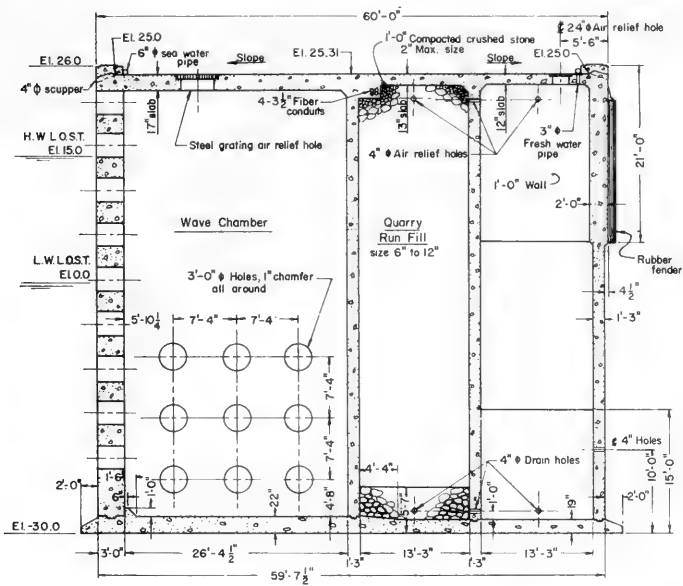 60'-0"
℄ 24" Air relief hole
5'-6"
El.25.0
El. 26.0
6" φ sea water
pipe
Slope
El. 25.31
1'-0" Compacted crushed stone
2" Max. size
Slope
El.25.0
4" φ scupper
17" slab
4-3½" Fiber
conduits
13" slab
12" slab
Steel grating air relief hole
3" φ
Fresh water
pipe
H.W L.O.S.T.
El.15.0
4" φ Air relief holes
1'-0" Wall
21'-0"
2'-0"
Wave Chamber
Quarry
Run Fill
size 6" to 12"
Rubber
fender
L.W.L.O.S.T.
El.0.0
3'-0" φ Holes, 1" chamfer
all around
4½"
1'-3"
5'-10¼
7'-4"
7'-4
7'-4"
7'-4"
4'-8"
4'-4"
4" φ Drain holes
℄ 4" Holes
10'-0"
15'-0"
1'-6"
6"
1'-0"
2'-0"
22"
1'-0"
19"
2'-0"
El.-30.0
3'-0"
26'-4½"
1'-3"
13'-3"
1'-3"
13'-3"
59'-7½"